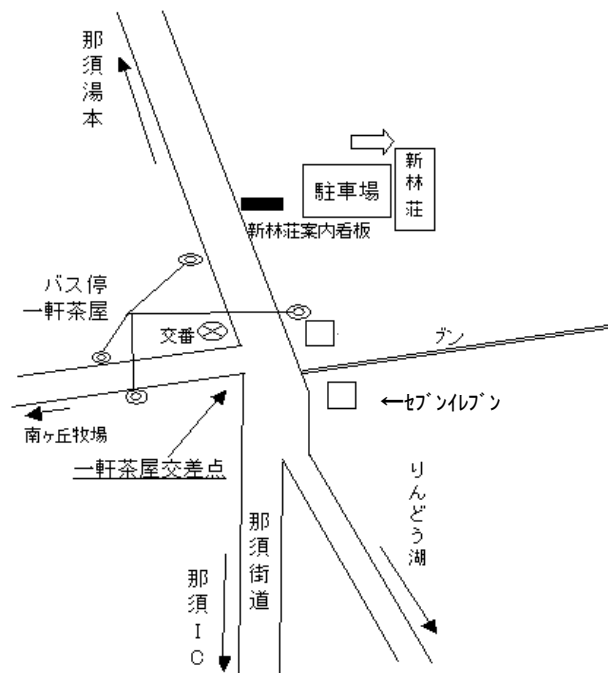 那須湯本
新林荘
駐車場
新林荘案内看板
バス停
一軒茶屋
交番
ブン
←セブンイレブン
南ヶ丘牧場
一軒茶屋交差点
りんどう湖
那須街道
那須IC